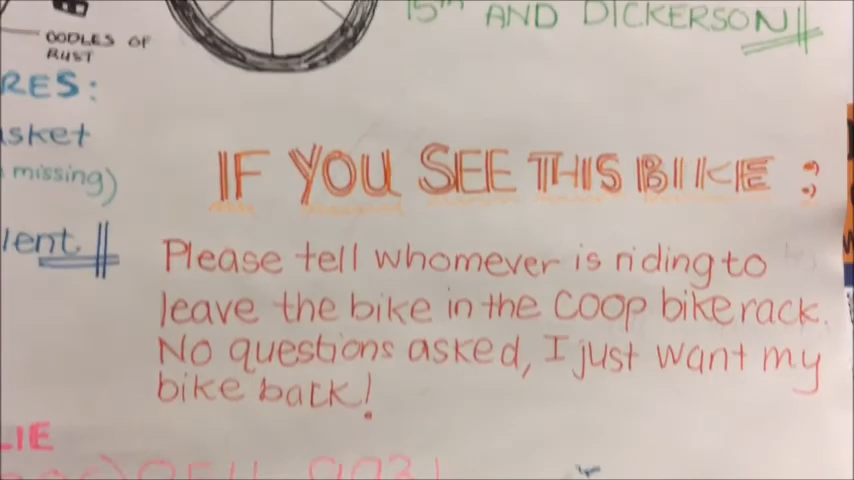 15th AND DICKERSON
OODLES OF
RUST
RES:
asket
missing)
lent
IF YOU SEE THIS BIKE:
Please tell whomever is riding to
leave the bike in the COOP bike rack.
No questions asked, I just want my
bike back!
LIE